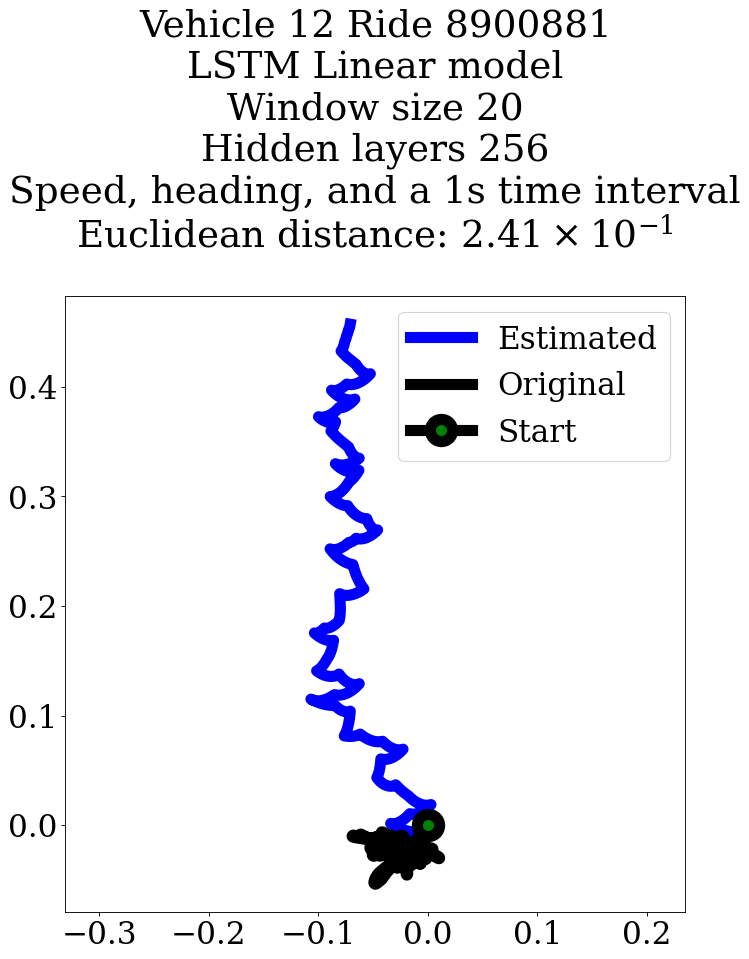 Vehicle 12 Ride 8900881
LSTM Linear model
Window size 20
Hidden layers 256
Speed, heading, and a 1s time interval
Euclidean distance: 2.41 × 10⁻¹
Estimated
Original
Start
0.4
0.3
0.2
0.1
0.0
−0.3 −0.2 −0.1 0.0 0.1 0.2